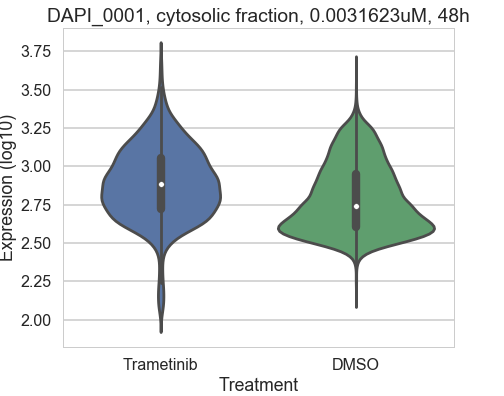 DAPI_0001, cytosolic fraction, 0.0031623uM, 48h
3.75
3.50
3.25
3.00
2.75
2.50
2.25
2.00
Expression (log10)
Trametinib
DMSO
Treatment